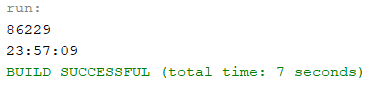 run:
86229
23:57:09
BUILD SUCCESSFUL (total time: 7 seconds)